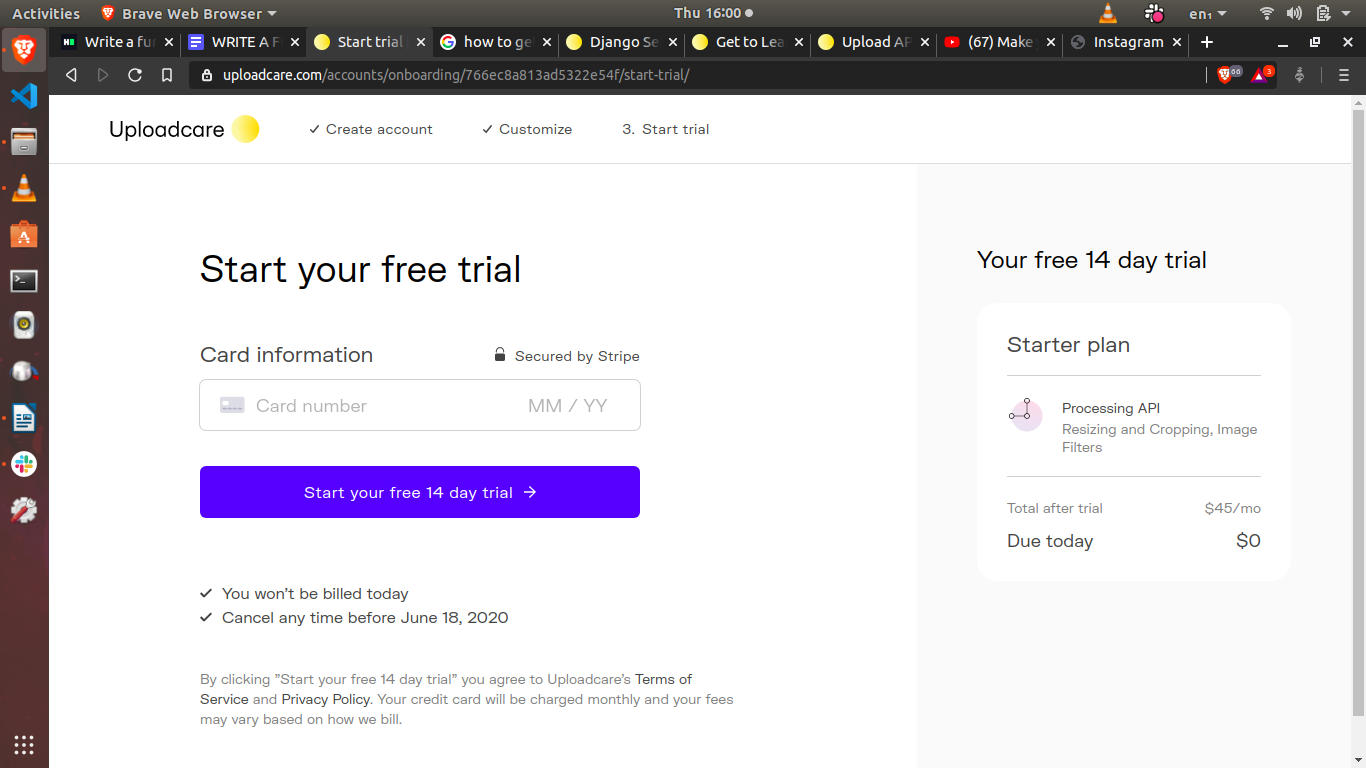 Activities
Brave Web Browser
Thu 16:00
en₁
Write a fu
WRITE A F
Start trial
how to ge
Django Se
Get to Lea
Upload AP
(67) Make
Instagram
uploadcare.com/accounts/onboarding/766ec8a813ad5322e54f/start-trial/
66
3
Uploadcare
Create account
Customize
3. Start trial
Start your free trial
Card information
Secured by Stripe
Card number
MM / YY
Start your free 14 day trial →
You won't be billed today
Cancel any time before June 18, 2020
By clicking "Start your free 14 day trial" you agree to Uploadcare's Terms of
Service and Privacy Policy. Your credit card will be charged monthly and your fees
may vary based on how we bill.
Your free 14 day trial
Starter plan
Processing API
Resizing and Cropping, Image
Filters
Total after trial
$45/mo
Due today
$0